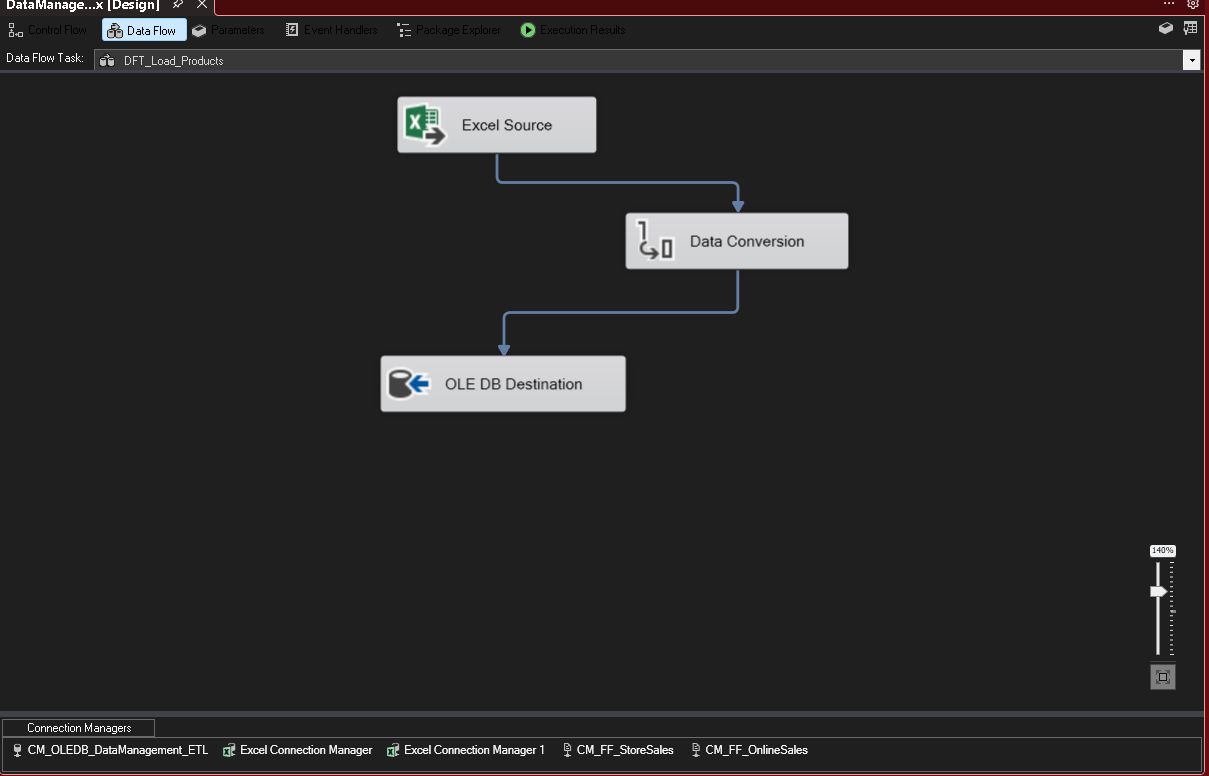 DataManage...x [Design]
Control Flow Data Flow Parameters Event Handlers Package Explorer Execution Results
Data Flow Task: DFT_Load_Products
Excel Source
Data Conversion
OLE DB Destination
140%
Connection Managers
CM_OLEDB_DataManagement_ETL Excel Connection Manager Excel Connection Manager 1 CM_FF_StoreSales CM_FF_OnlineSales